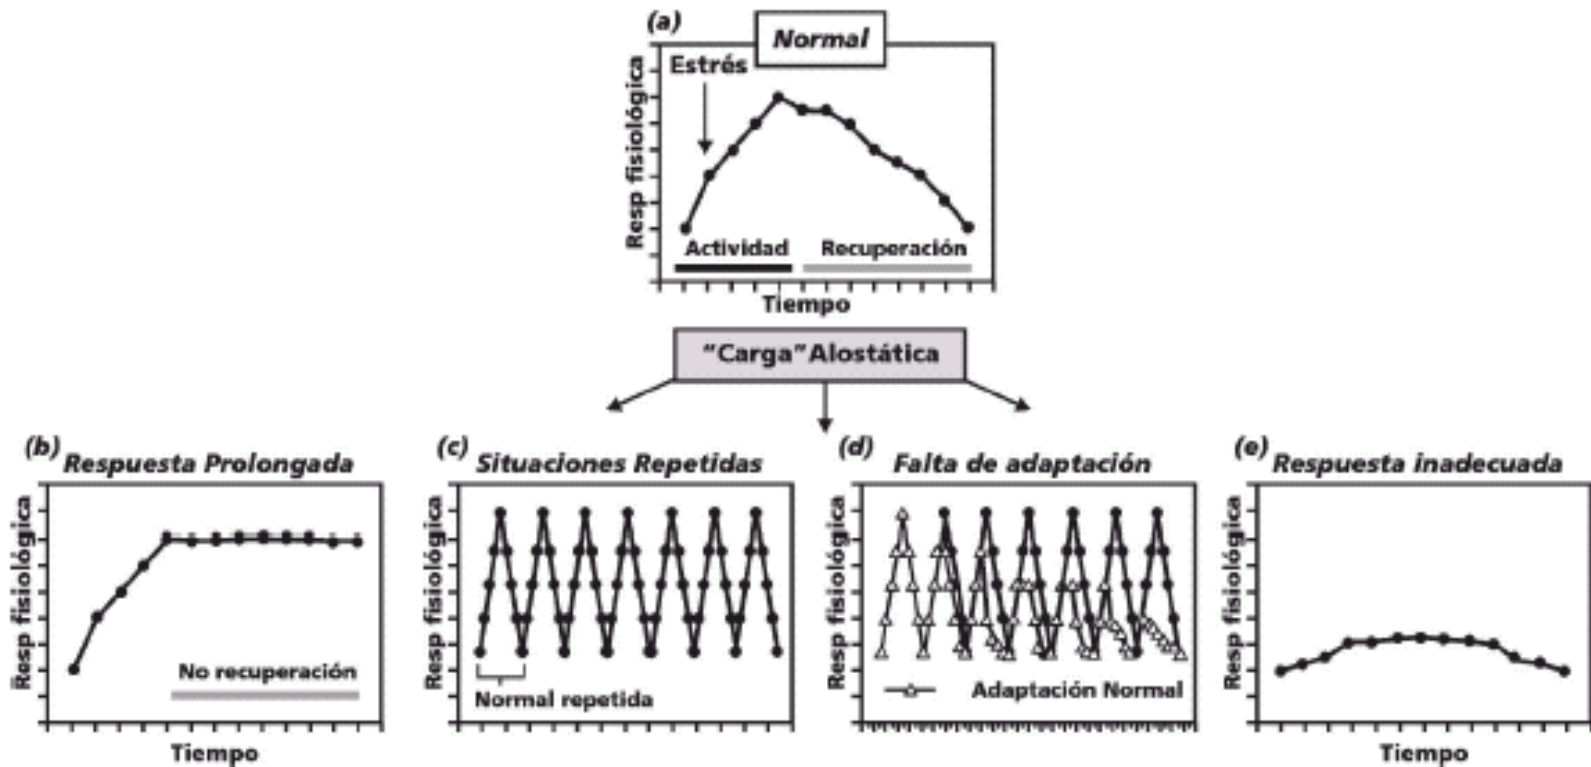 (a)
Normal
Estrés
Resp fisiológica
Actividad
Recuperación
Tiempo
"Carga" Alostática
(b)
Respuesta Prolongada
Resp fisiológica
No recuperación
Tiempo
(c)
Situaciones Repetidas
Resp fisiológica
Normal repetida
(d)
Falta de adaptación
Resp fisiológica
Adaptación Normal
(e)
Respuesta inadecuada
Resp fisiológica
Tiempo